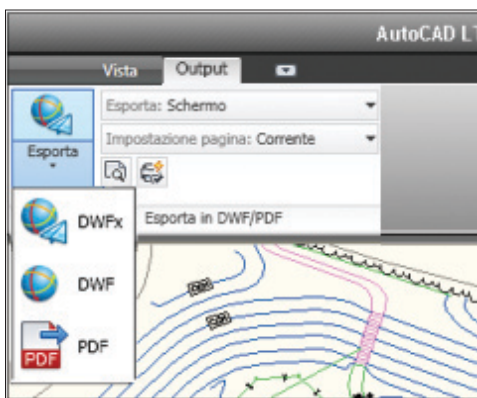 AutoCAD LT
Vista
Output
Esporta
Esporta: Schermo
Impostazione pagina: Corrente
Esporta in DWF/PDF
DWFx
DWF
PDF
PDF